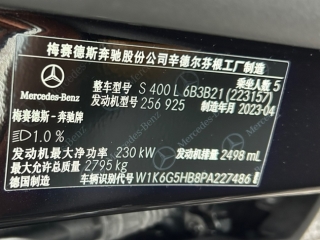 梅赛德斯奔驰股份公司辛德尔芬根工厂制造
乘坐人数 5
整车型号 S 400 L 6B3B21 (223157)
Mercedes-Benz 发动机型号 256 925 制造年月 2023-04
梅赛德斯 - 奔驰牌
1.0 %
发动机最大净功率 230 kW 发动机排量 2498 mL
最大允许总质量 2795 kg
德国制造 车辆识别代号 W1K6G5HB8PA227486